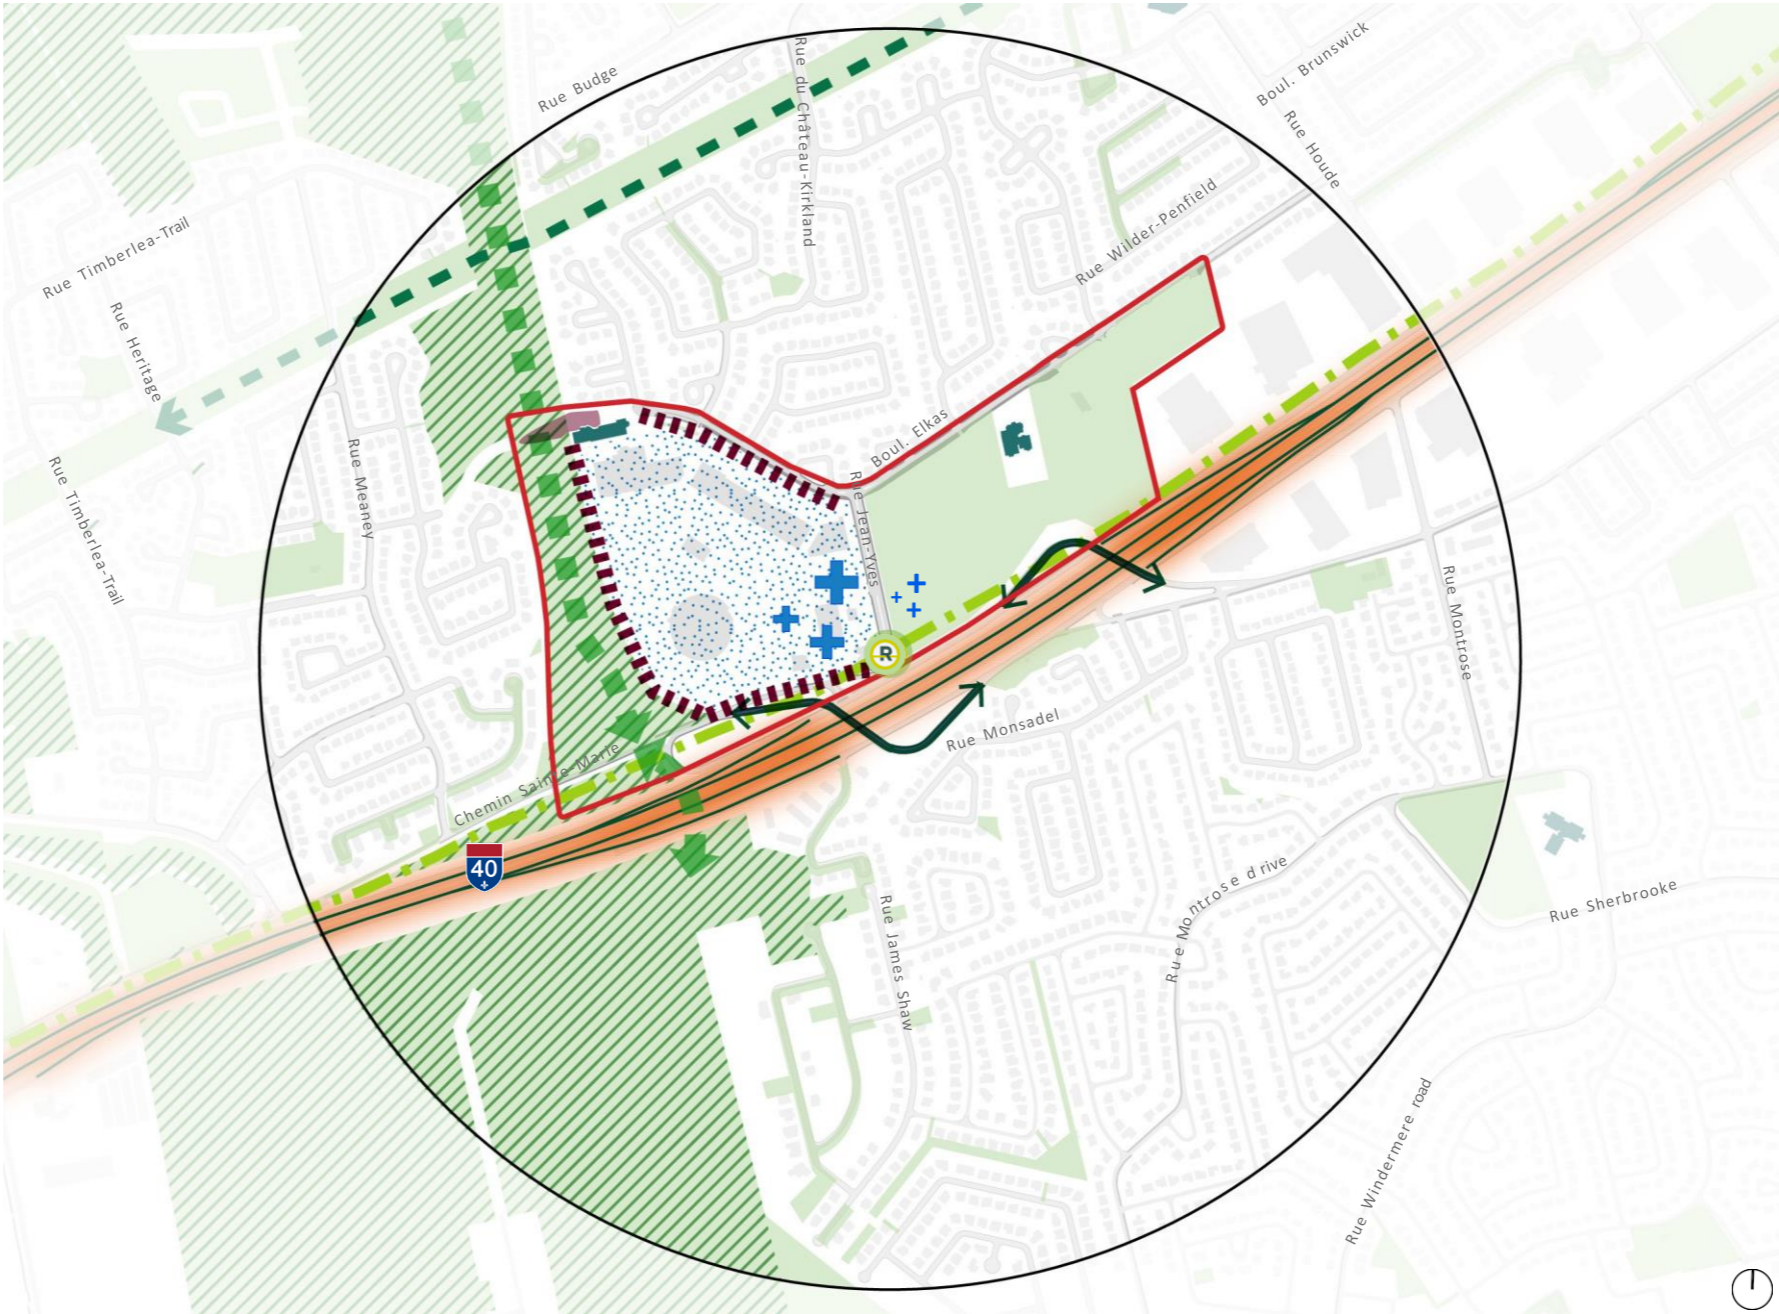 Boul. Brunswick
Rue Budge
Rue du Château-Kirkland
Rue Houde
Rue Wilder-Penfield
Rue Timberlea-Trail
Rue Heritage
Boul. Elkas
Rue Meaney
Rue Timberlea-Trail
Rue Jean-Yves
R
Rue Montrose
Rue Monsadel
Chemin Sainte-Marie
40
Rue Montrose drive
Rue Sherbrooke
Rue James Shaw
Rue Windermere road